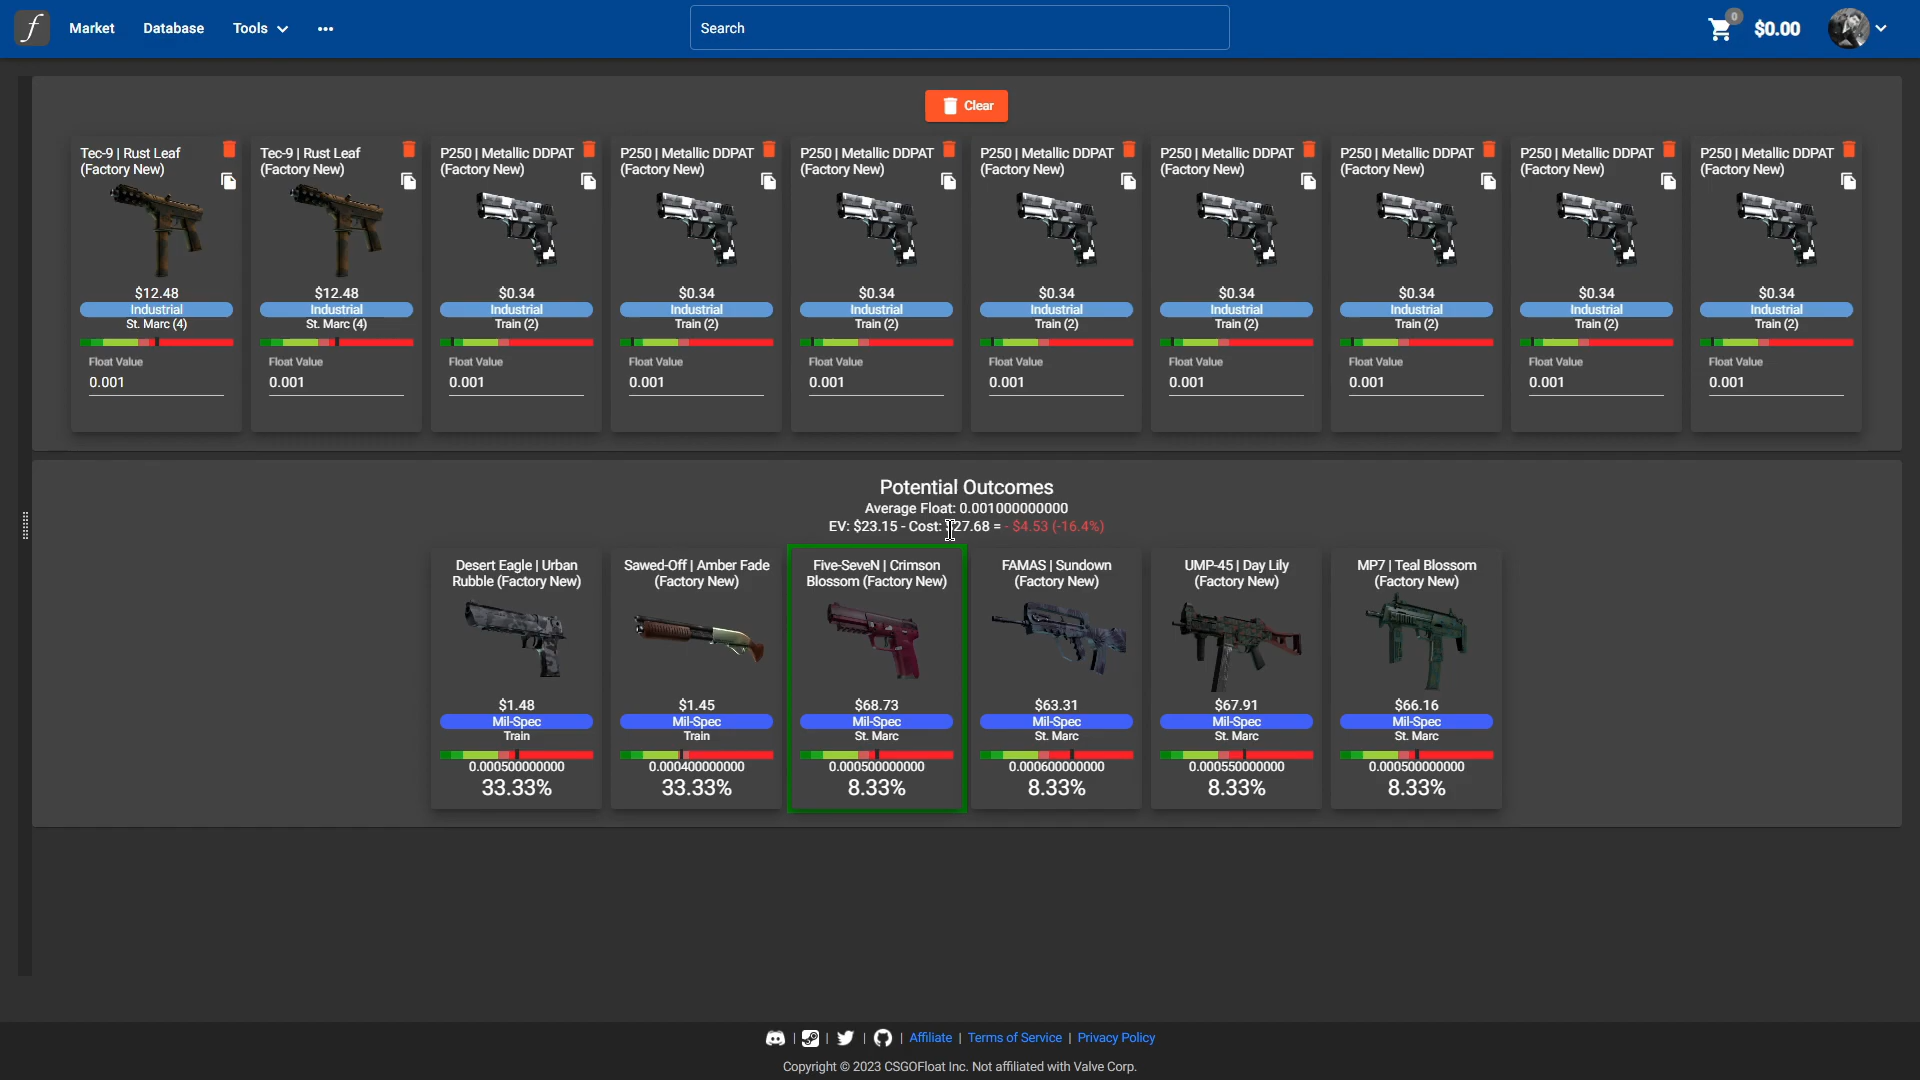 f Market Database Tools ••• Search 0 $0.00
Clear
Tec-9 | Rust Leaf (Factory New)
$12.48
Industrial
St. Marc (4)
Float Value
0.001
Tec-9 | Rust Leaf (Factory New)
$12.48
Industrial
St. Marc (4)
Float Value
0.001
P250 | Metallic DDPAT (Factory New)
$0.34
Industrial
Train (2)
Float Value
0.001
P250 | Metallic DDPAT (Factory New)
$0.34
Industrial
Train (2)
Float Value
0.001
P250 | Metallic DDPAT (Factory New)
$0.34
Industrial
Train (2)
Float Value
0.001
P250 | Metallic DDPAT (Factory New)
$0.34
Industrial
Train (2)
Float Value
0.001
P250 | Metallic DDPAT (Factory New)
$0.34
Industrial
Train (2)
Float Value
0.001
P250 | Metallic DDPAT (Factory New)
$0.34
Industrial
Train (2)
Float Value
0.001
P250 | Metallic DDPAT (Factory New)
$0.34
Industrial
Train (2)
Float Value
0.001
P250 | Metallic DDPAT (Factory New)
$0.34
Industrial
Train (2)
Float Value
0.001
Potential Outcomes
Average Float: 0.001000000000
EV: $23.15 - Cost: $27.68 = - $4.53 (-16.4%)
Desert Eagle | Urban
Rubble (Factory New)
$1.48
Mil-Spec
Train
0.000500000000
33.33%
Sawed-Off | Amber Fade
(Factory New)
$1.45
Mil-Spec
Train
0.000400000000
33.33%
Five-SeveN | Crimson
Blossom (Factory New)
$68.73
Mil-Spec
St. Marc
0.000500000000
8.33%
FAMAS | Sundown
(Factory New)
$63.31
Mil-Spec
St. Marc
0.000600000000
8.33%
UMP-45 | Day Lily
(Factory New)
$67.91
Mil-Spec
St. Marc
0.000550000000
8.33%
MP7 | Teal Blossom
(Factory New)
$66.16
Mil-Spec
St. Marc
0.000500000000
8.33%
| | | | Affiliate | Terms of Service | Privacy Policy
Copyright © 2023 CSGOFloat Inc. Not affiliated with Valve Corp.